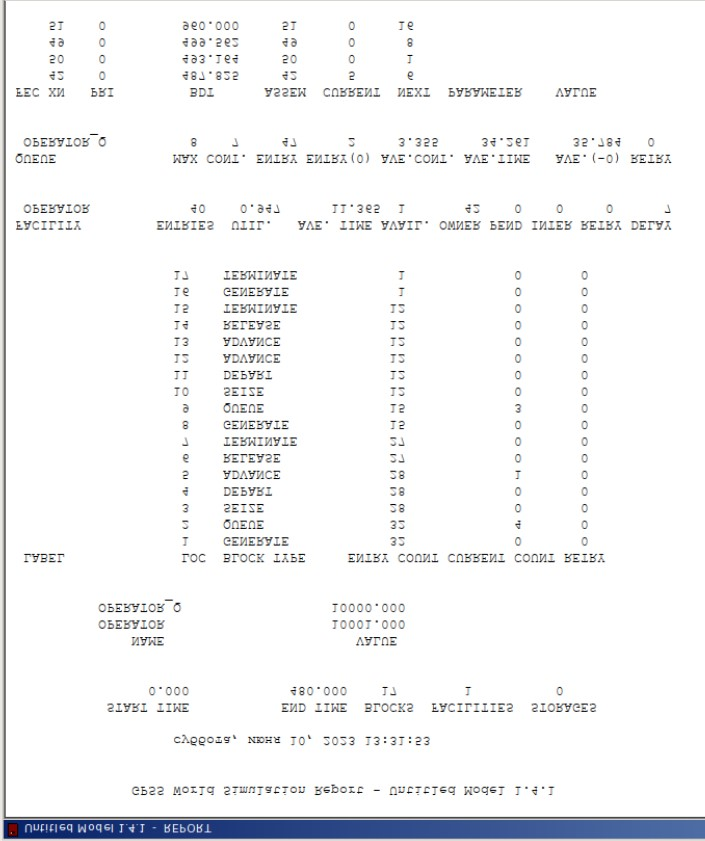 Untitled Model 1.4.1 - REPORT
GPSS World Simulation Report - Untitled Model 1.4.1
суббота, июня 10, 2023 13:31:53
START TIME END TIME BLOCKS FACILITIES STORAGES
0.000 480.000 17 1 0
NAME VALUE
OPERATOR 10001.000
OPERATOR_Q 10000.000
LABEL LOC BLOCK TYPE ENTRY COUNT CURRENT COUNT RETRY
1 GENERATE 32 0 0
2 QUEUE 32 4 0
3 SEIZE 28 0 0
4 DEPART 28 0 0
5 ADVANCE 28 1 0
6 RELEASE 27 0 0
7 TERMINATE 27 0 0
8 GENERATE 15 0 0
9 QUEUE 15 3 0
10 SEIZE 12 0 0
11 DEPART 12 0 0
12 ADVANCE 12 0 0
13 ADVANCE 12 0 0
14 RELEASE 12 0 0
15 TERMINATE 12 0 0
16 GENERATE 1 0 0
17 TERMINATE 1 0 0
FACILITY ENTRIES UTIL. AVE. TIME AVAIL. OWNER PEND INTER RETRY DELAY
OPERATOR 40 0.947 11.365 1 42 0 0 0 7
QUEUE MAX CONT. ENTRY ENTRY(0) AVE.CONT. AVE.TIME AVE.(-0) RETRY
OPERATOR_Q 8 7 47 2 3.355 34.261 35.784 0
FEC XN PRI BDT ASSEM CURRENT NEXT PARAMETER VALUE
42 0 487.825 42 5 6
50 0 493.164 50 0 1
49 0 499.562 49 0 8
51 0 960.000 51 0 16